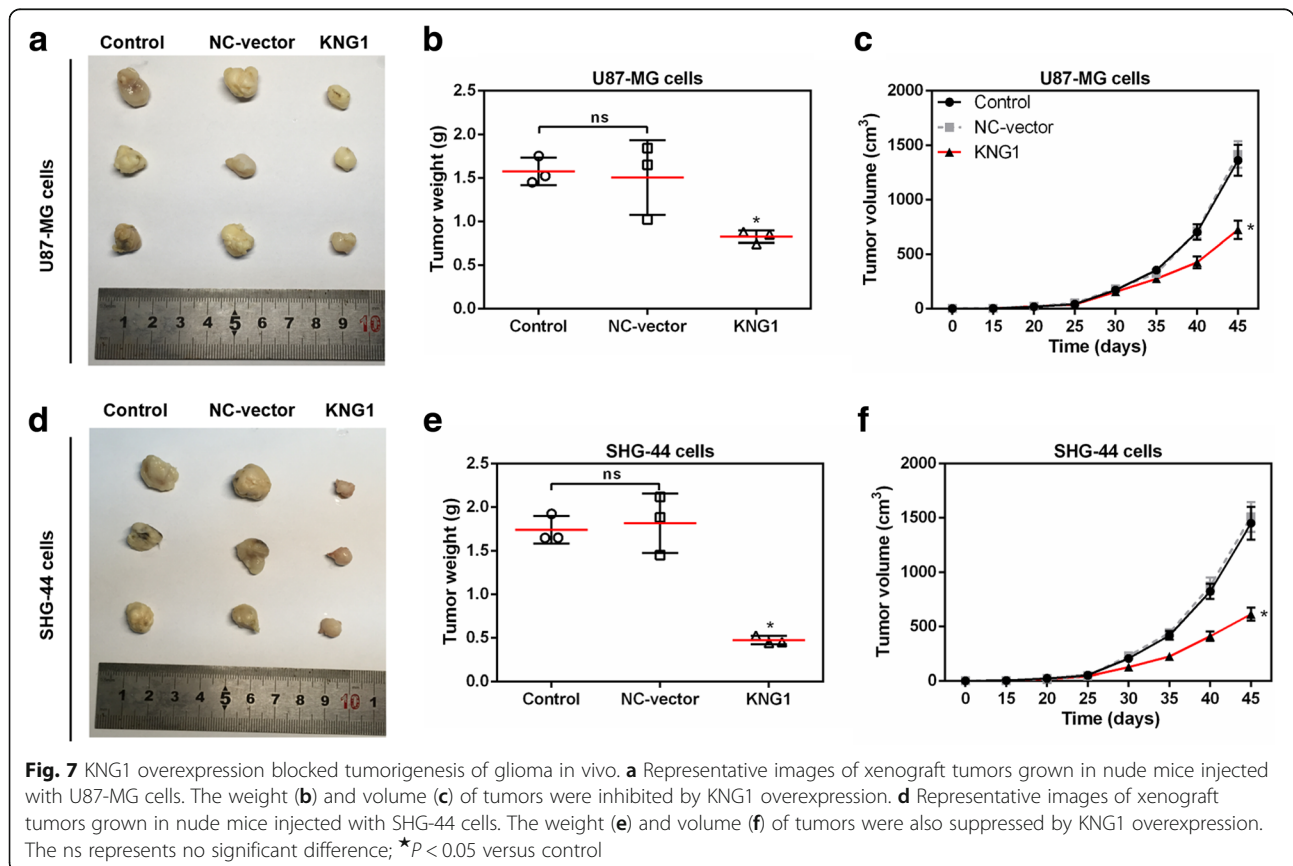 a
Control NC-vector KNG1
U87-MG cells
1 2 3 4 5 6 7 8 9 10
b
U87-MG cells
Tumor weight (g)
2.5
2.0
1.5
1.0
0.5
0.0
ns
*
Control NC-vector KNG1
c
U87-MG cells
Tumor volume (cm³)
2000
1500
1000
500
0
Control
NC-vector
KNG1
*
0 15 20 25 30 35 40 45
Time (days)
d
Control NC-vector KNG1
SHG-44 cells
1 2 3 4 5 6 7 8 9 10 1
e
SHG-44 cells
Tumor weight (g)
2.5
2.0
1.5
1.0
0.5
0.0
ns
*
Control NC-vector KNG1
f
SHG-44 cells
Tumor volume (cm³)
2000
1500
1000
500
0
*
0 15 20 25 30 35 40 45
Time (days)
Fig. 7 KNG1 overexpression blocked tumorigenesis of glioma in vivo. a Representative images of xenograft tumors grown in nude mice injected
with U87-MG cells. The weight (b) and volume (c) of tumors were inhibited by KNG1 overexpression. d Representative images of xenograft
tumors grown in nude mice injected with SHG-44 cells. The weight (e) and volume (f) of tumors were also suppressed by KNG1 overexpression.
The ns represents no significant difference; ★P < 0.05 versus control